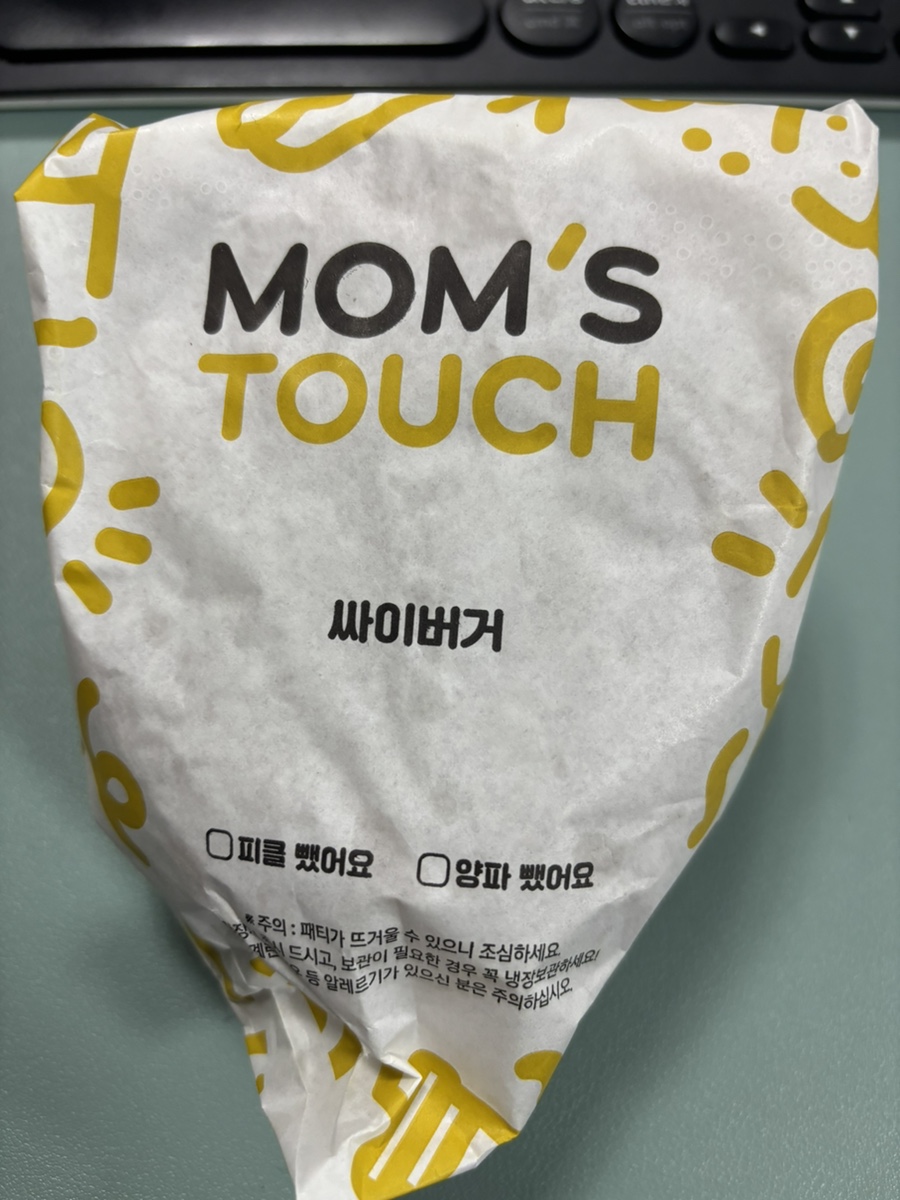 MOM'S
TOUCH
싸이버거
피클 뺐어요 양파 뺐어요
※주의 : 패티가 뜨거울 수 있으니 조심하세요.
드시고, 보관이 필요한 경우 꼭 냉장보관하세요!
등 알레르기가 있으신 분은 주의하십시오.